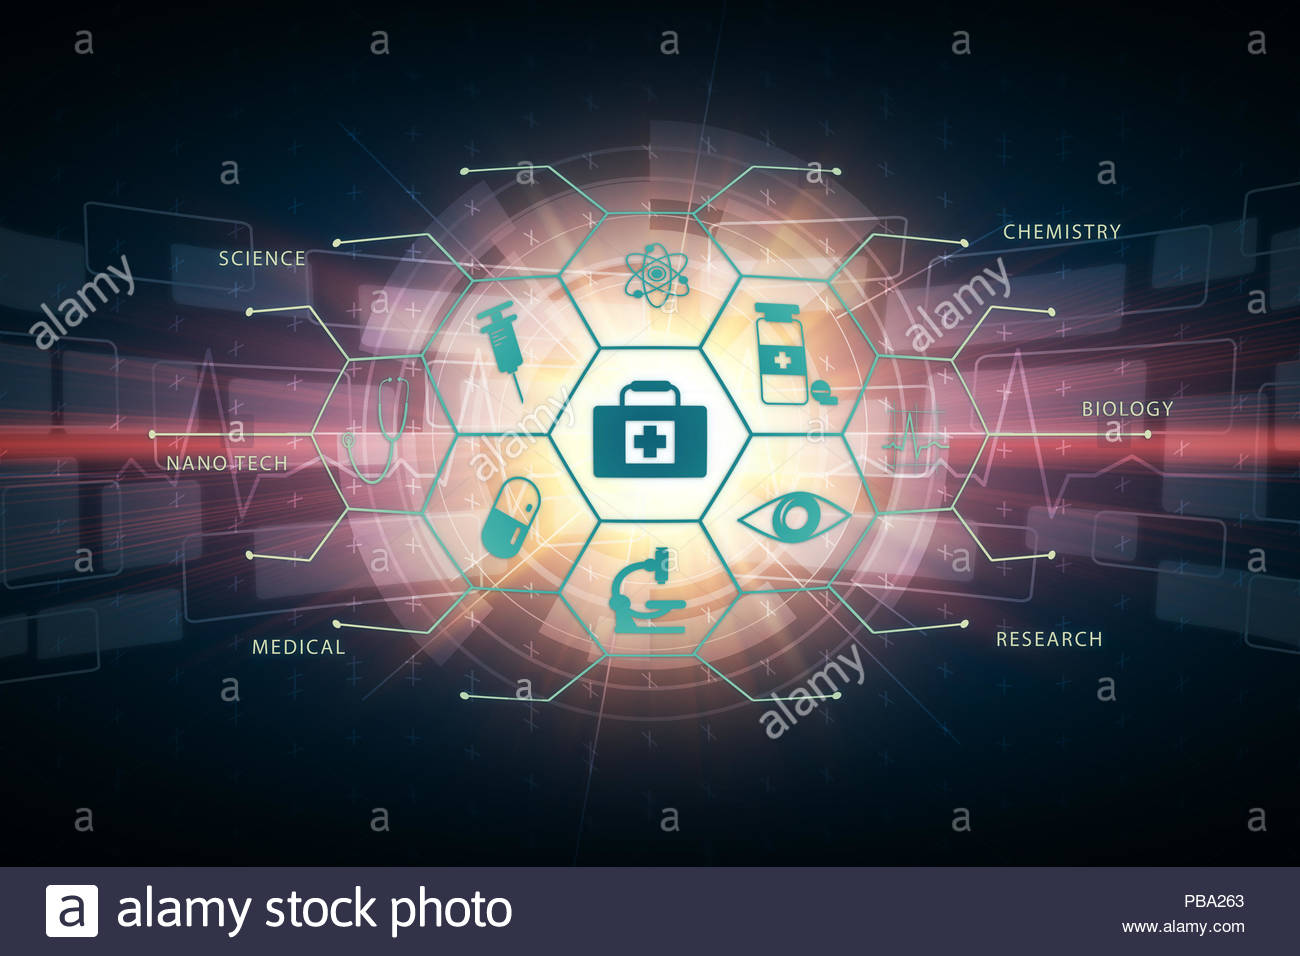 SCIENCE
CHEMISTRY
BIOLOGY
NANO TECH
MEDICAL
RESEARCH
a a a a a
a a a a
alamy alamy
a a a a a
alamy
a a a a
a a a a a
alamy
a a a a
a a a a a
a alamy stock photo
PBA263
www.alamy.com